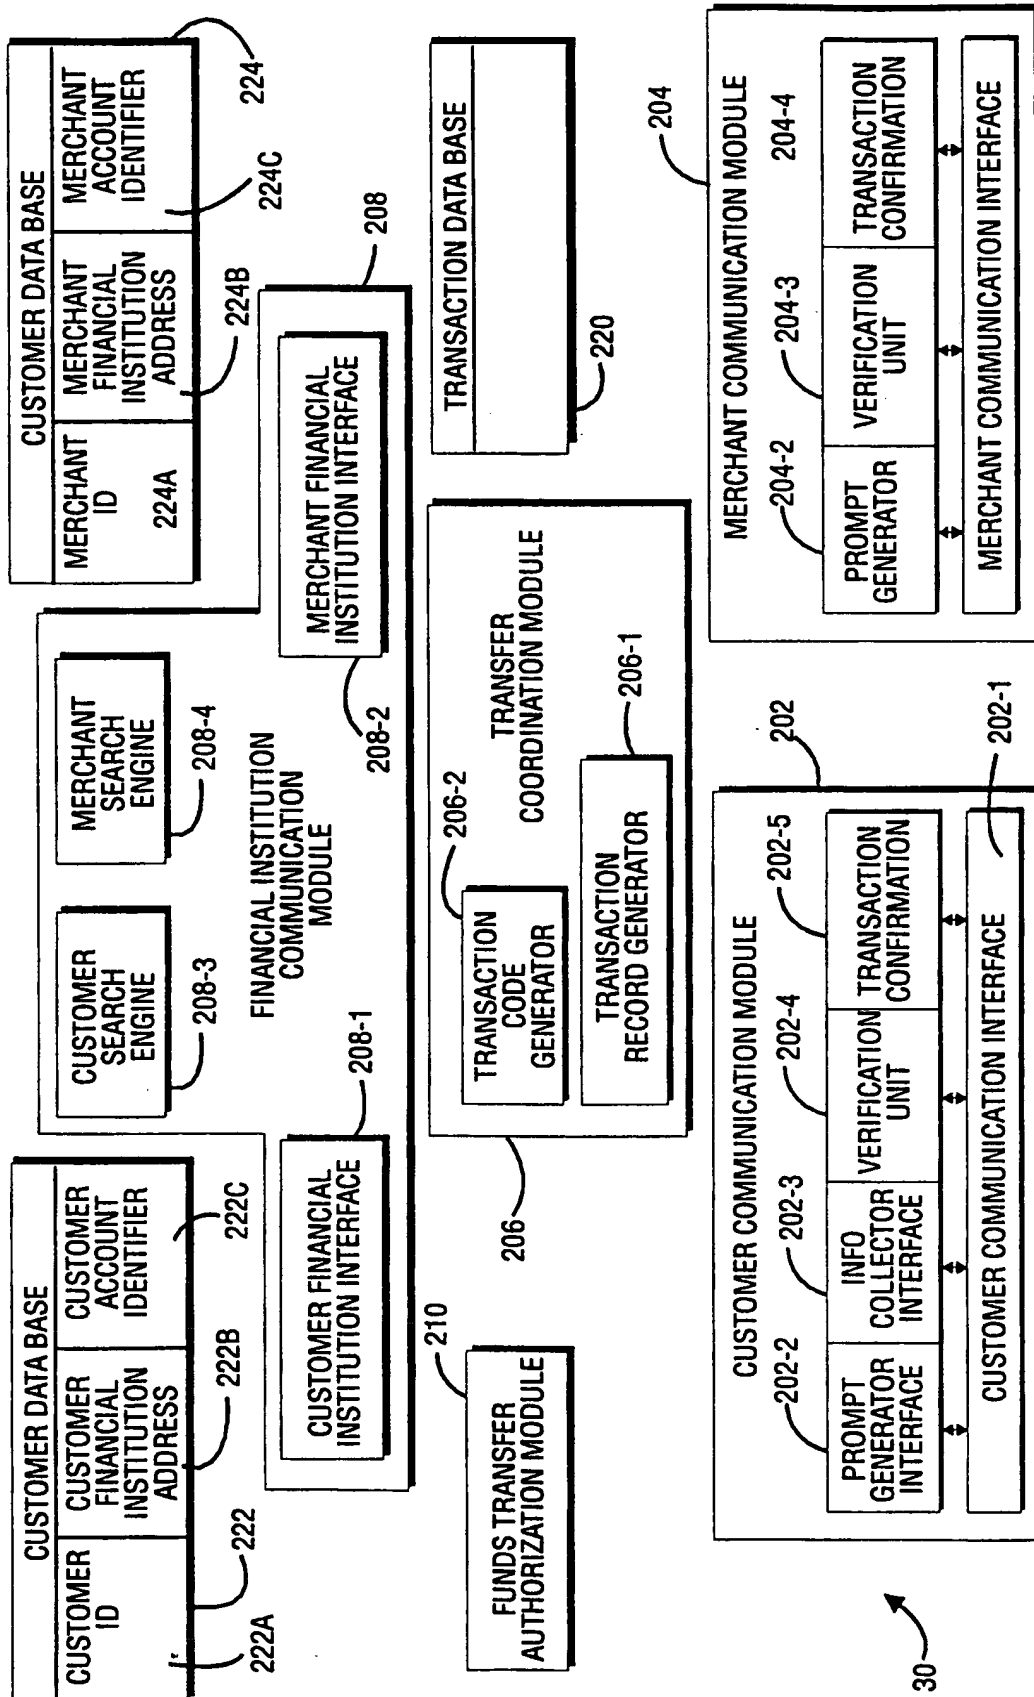 CUSTOMER DATA BASE
CUSTOMER
ID
CUSTOMER
FINANCIAL
INSTITUTION
ADDRESS
CUSTOMER
ACCOUNT
IDENTIFIER
222A
222
222B
222C
CUSTOMER DATA BASE
MERCHANT
ID
224A
MERCHANT
FINANCIAL
INSTITUTION
ADDRESS
MERCHANT
ACCOUNT
IDENTIFIER
224B
224C
224
CUSTOMER
SEARCH
ENGINE
208-3
MERCHANT
SEARCH
ENGINE
208-4
FINANCIAL INSTITUTION
COMMUNICATION
MODULE
208-1
CUSTOMER FINANCIAL
INSTITUTION INTERFACE
208-2
MERCHANT FINANCIAL
INSTITUTION INTERFACE
208
210
FUNDS TRANSFER
AUTHORIZATION MODULE
206
206-2
TRANSACTION
CODE
GENERATOR
TRANSFER
COORDINATION MODULE
206-1
TRANSACTION
RECORD GENERATOR
TRANSACTION DATA BASE
220
30
CUSTOMER COMMUNICATION MODULE
202
202-2
202-3
202-4
202-5
PROMPT
GENERATOR
INTERFACE
INFO
COLLECTOR
INTERFACE
VERIFICATION
UNIT
TRANSACTION
CONFIRMATION
CUSTOMER COMMUNICATION INTERFACE
202-1
MERCHANT COMMUNICATION MODULE
204
204-2
204-3
204-4
PROMPT
GENERATOR
VERIFICATION
UNIT
TRANSACTION
CONFIRMATION
MERCHANT COMMUNICATION INTERFACE